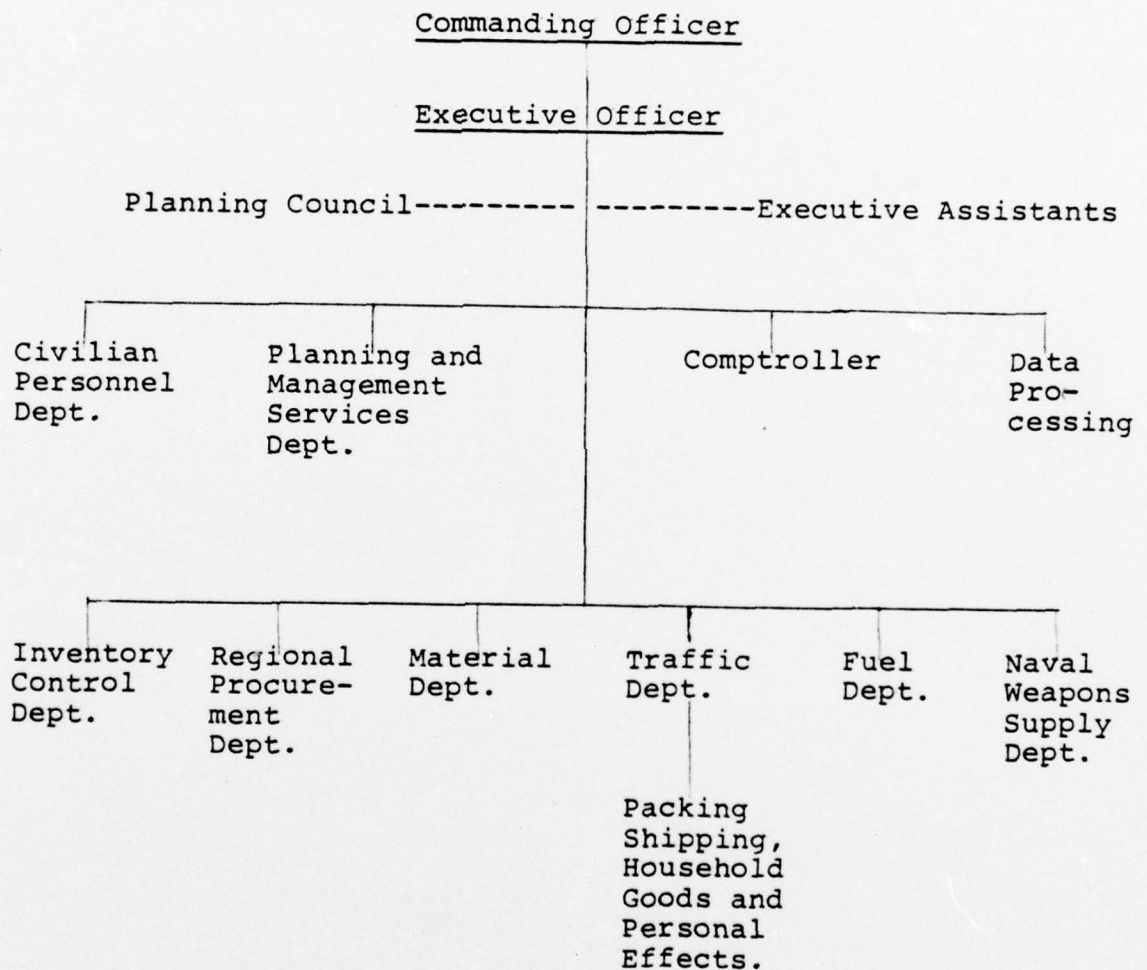 Commanding Officer
Executive Officer
Planning Council--------- ---------Executive Assistants
Civilian
Personnel
Dept.
Planning and
Management
Services
Dept.
Comptroller
Data
Pro-
cessing
Inventory
Control
Dept.
Regional
Procure-
ment
Dept.
Material
Dept.
Traffic
Dept.
Fuel
Dept.
Naval
Weapons
Supply
Dept.
Packing
Shipping,
Household
Goods and
Personal
Effects.